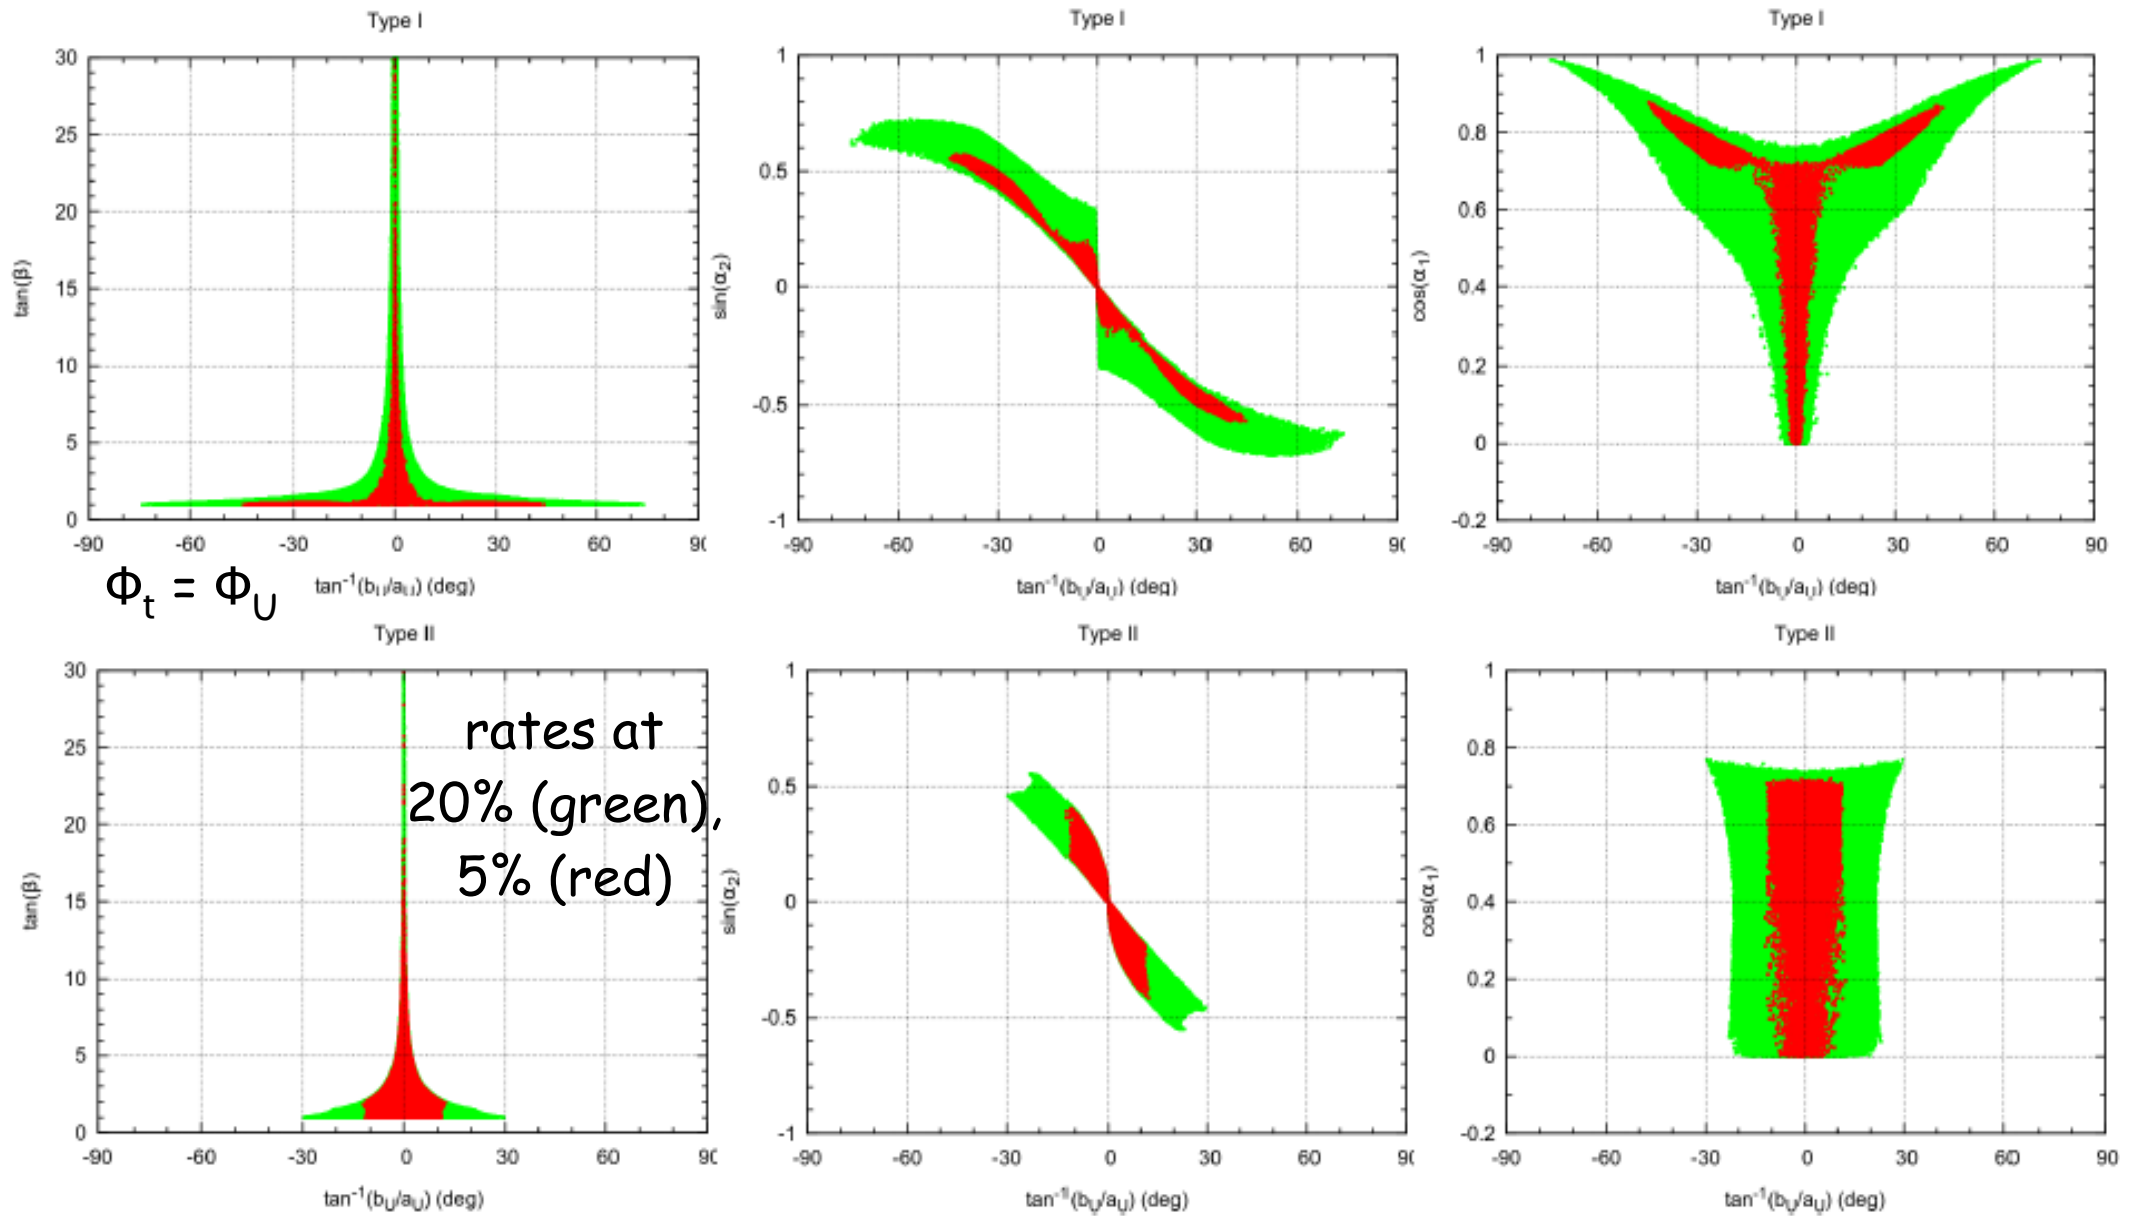 Type I
Type I
Type I
30
25
20
15
10
5
0
tan(β)
-90 -60 -30 0 30 60 90
tan⁻¹(b_U/a_U) (deg)
1
0.5
0
-0.5
-1
sin(α₂)
-90 -60 -30 0 30 60 90
tan⁻¹(b_U/a_U) (deg)
1
0.8
0.6
0.4
0.2
0
-0.2
cos(α₁)
-90 -60 -30 0 30 60 90
tan⁻¹(b_U/a_U) (deg)
Φt = ΦU
Type II
Type II
Type II
30
25
20
15
10
5
0
tan(β)
rates at
20% (green),
5% (red)
-90 -60 -30 0 30 60 90
tan⁻¹(b_U/a_U) (deg)
1
0.5
0
-0.5
-1
sin(α₂)
-90 -60 -30 0 30 60 90
tan⁻¹(b_U/a_U) (deg)
1
0.8
0.6
0.4
0.2
0
-0.2
cos(α₁)
-90 -60 -30 0 30 60 90
tan⁻¹(b_U/a_U) (deg)